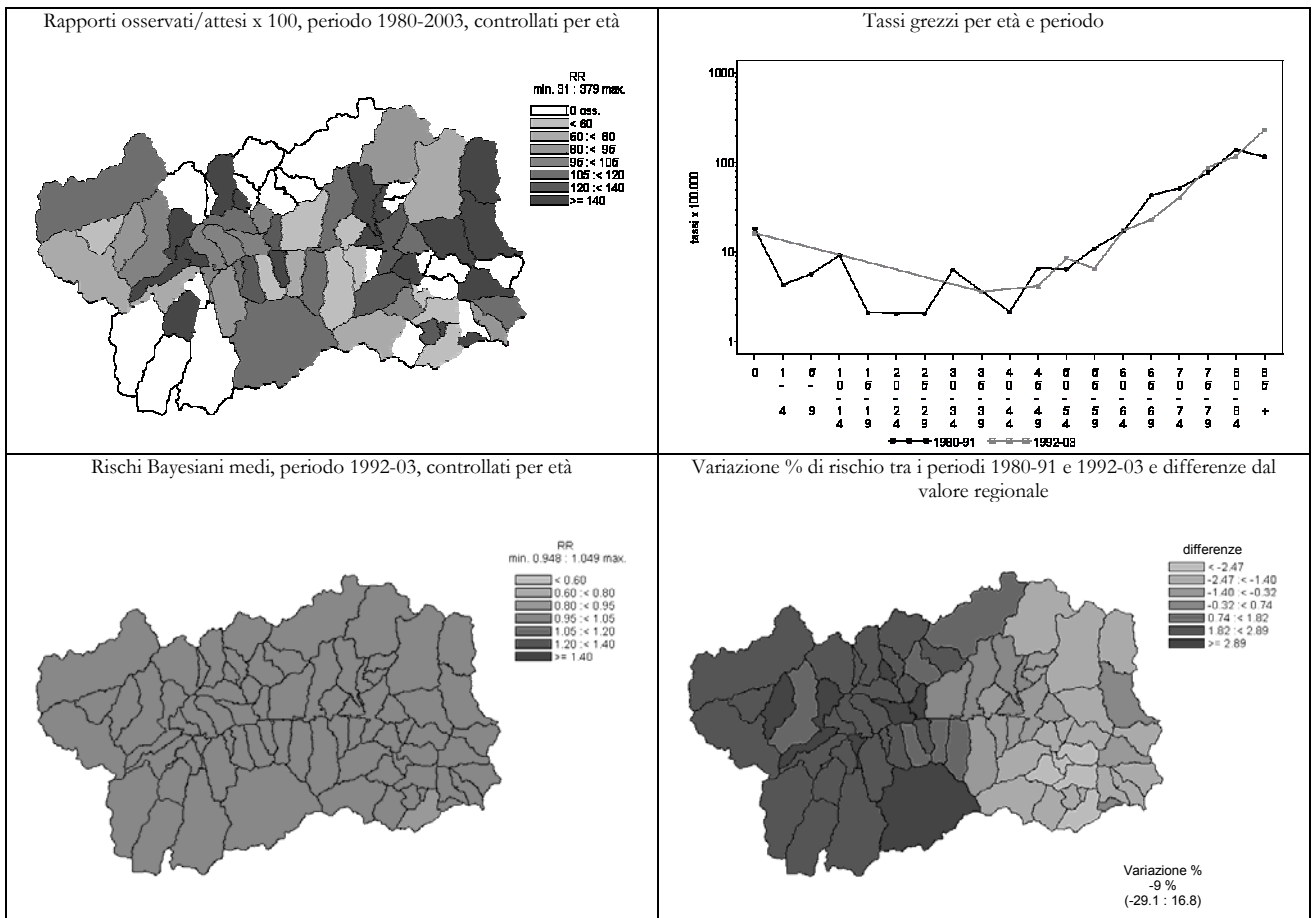 Rapporti osservati/attesi x 100, periodo 1980-2003, controllati per età
RR
min. 31 : 379 max.
0 oss.
< 60
60 :< 80
80 :< 95
95 :< 105
105 :< 120
120 :< 140
>= 140
Tassi grezzi per età e periodo
tassi x 100.000
1000
100
10
1
0
1-4
5-9
10-14
15-19
20-24
25-29
30-34
35-39
40-44
45-49
50-54
55-59
60-64
65-69
70-74
75-79
80-84
85+
1980-91
1992-03
Rischi Bayesiani medi, periodo 1992-03, controllati per età
RR
min. 0.948 : 1.049 max.
< 0.60
0.60 :< 0.80
0.80 :< 0.95
0.95 :< 1.05
1.05 :< 1.20
1.20 :< 1.40
>= 1.40
Variazione % di rischio tra i periodi 1980-91 e 1992-03 e differenze dal
valore regionale
differenze
< -2.47
-2.47 :< -1.40
-1.40 :< -0.32
-0.32 :< 0.74
0.74 :< 1.82
1.82 :< 2.89
>= 2.89
Variazione %
-9 %
(-29.1 : 16.8)